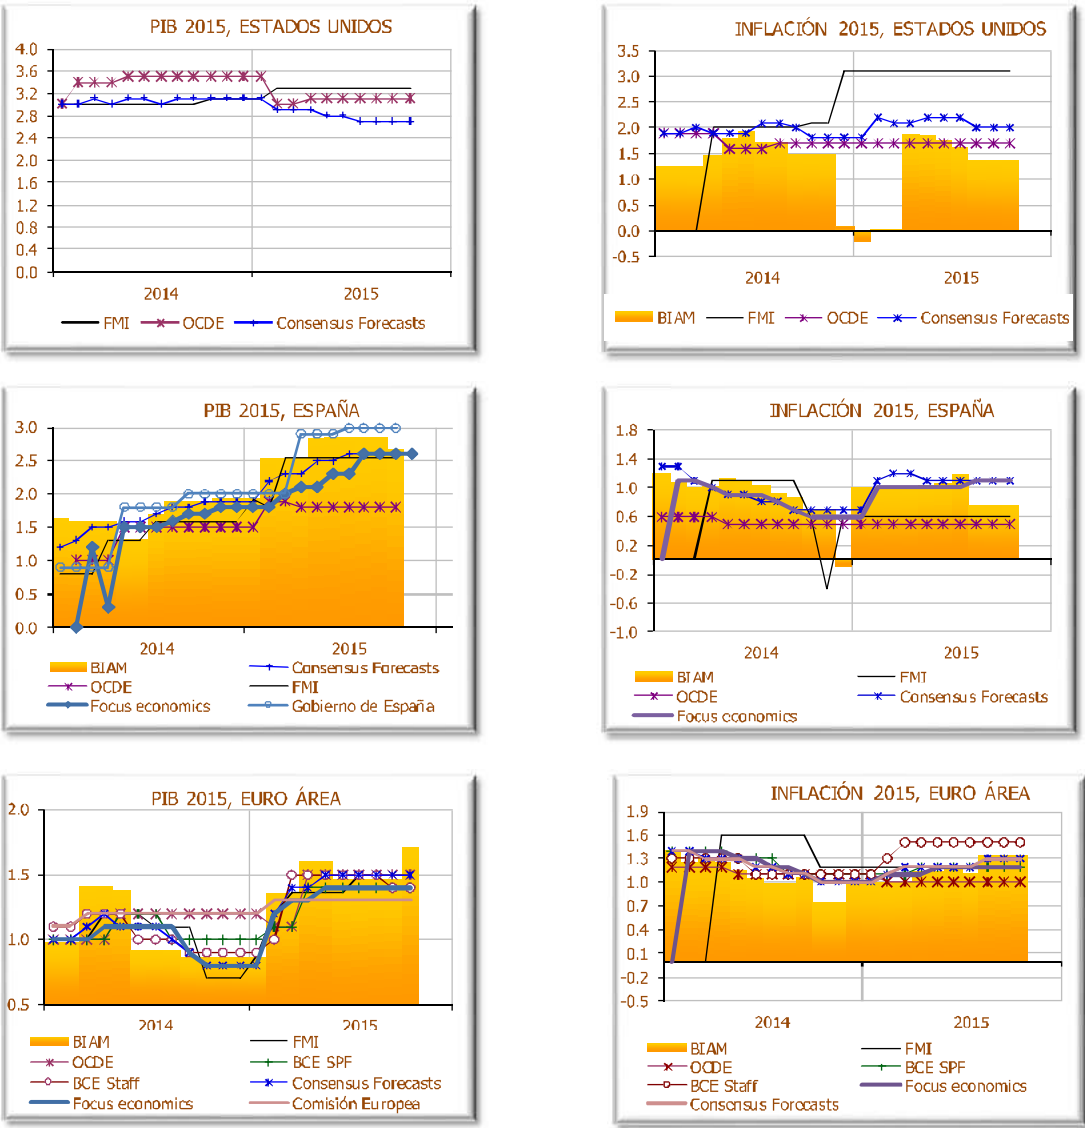 PIB 2015, ESTADOS UNIDOS
4.0
3.6
3.2
2.8
2.4
2.0
1.6
1.2
0.8
0.4
0.0
2014
2015
FMI
OCDE
Consensus Forecasts
INFLACIÓN 2015, ESTADOS UNIDOS
3.5
3.0
2.5
2.0
1.5
1.0
0.5
0.0
-0.5
2014
2015
BIAM
FMI
OCDE
Consensus Forecasts
PIB 2015, ESPAÑA
3.0
2.5
2.0
1.5
1.0
0.5
0.0
2014
2015
BIAM
Consensus Forecasts
OCDE
FMI
Focus economics
Gobierno de España
INFLACIÓN 2015, ESPAÑA
1.8
1.4
1.0
0.6
0.2
-0.2
-0.6
-1.0
2014
2015
BIAM
FMI
OCDE
Consensus Forecasts
Focus economics
PIB 2015, EURO ÁREA
2.0
1.5
1.0
0.5
2014
2015
BIAM
FMI
OCDE
BCE SPF
BCE Staff
Consensus Forecasts
Focus economics
Comisión Europea
INFLACIÓN 2015, EURO ÁREA
1.9
1.6
1.3
1.0
0.7
0.4
0.1
-0.2
-0.5
2014
2015
BIAM
FMI
OCDE
BCE SPF
BCE Staff
Focus economics
Consensus Forecasts